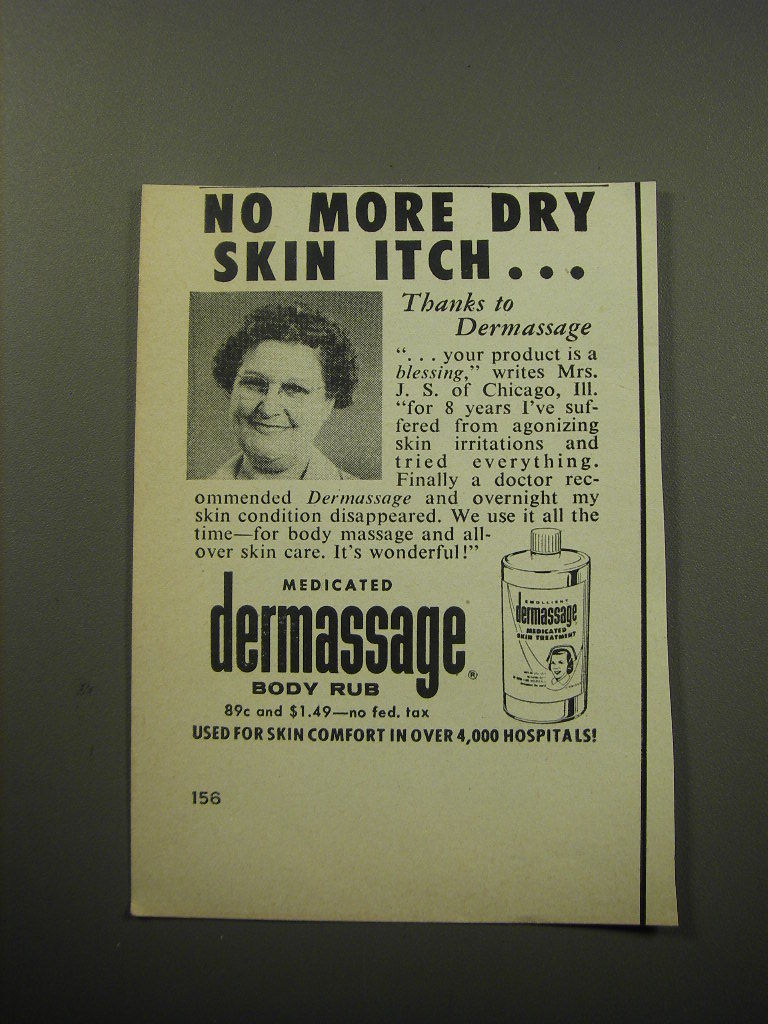 NO MORE DRY
SKIN ITCH...
Thanks to
Dermassage
“. . . your product is a
blessing,” writes Mrs.
J. S. of Chicago, Ill.
“for 8 years I’ve suf-
fered from agonizing
skin irritations and
tried everything.
Finally a doctor rec-
ommended Dermassage and overnight my
skin condition disappeared. We use it all the
time—for body massage and all-
over skin care. It’s wonderful!”
MEDICATED
dermassage®
BODY RUB
89c and $1.49—no fed. tax
EMOLLIENT
dermassage
MEDICATED
SKIN TREATMENT
USED FOR SKIN COMFORT IN OVER 4,000 HOSPITALS!
156